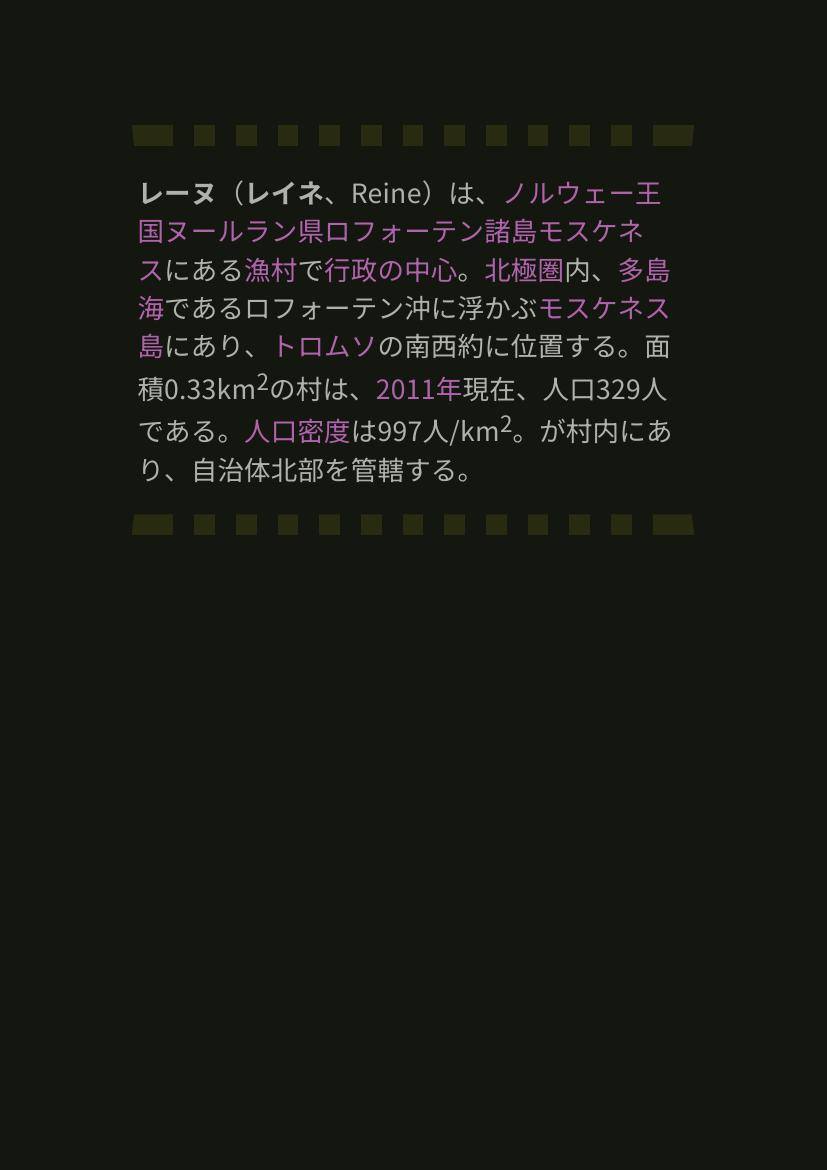 レーヌ（レイネ、Reine）は、ノルウェー王
国ヌールラン県ロフォーテン諸島モスケネ
スにある漁村で行政の中心。北極圏内、多島
海であるロフォーテン沖に浮かぶモスケネス
島にあり、トロムソの南西約に位置する。面
積0.33km²の村は、2011年現在、人口329人
である。人口密度は997人/km²。が村内にあ
り、自治体北部を管轄する。